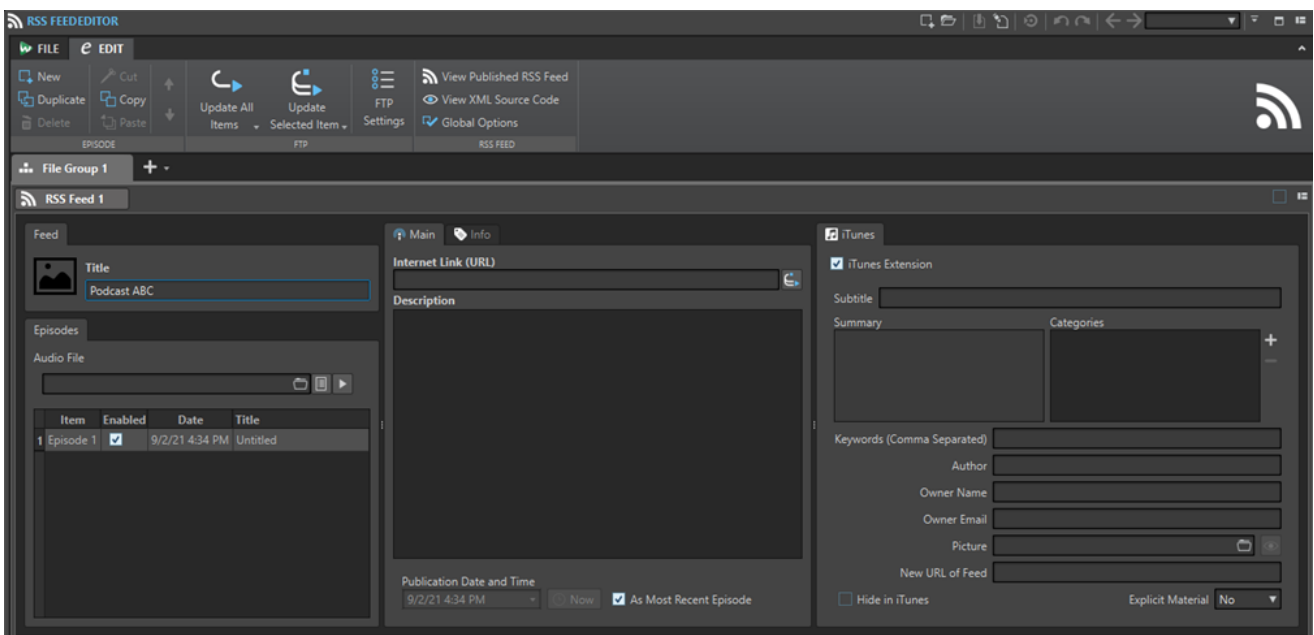 RSS FEEDEDITOR
FILE EDIT
New Cut
Duplicate Copy
Delete Paste
EPISODE
Update All Items
Update Selected Item
FTP
FTP Settings
View Published RSS Feed
View XML Source Code
Global Options
RSS FEED
File Group 1
RSS Feed 1
Feed
Title
Podcast ABC
Episodes
Audio File
Item Enabled Date Title
1 Episode 1 9/2/21 4:34 PM Untitled
Main Info
Internet Link (URL)
Description
Publication Date and Time
9/2/21 4:34 PM Now As Most Recent Episode
iTunes
iTunes Extension
Subtitle
Summary Categories
Keywords (Comma Separated)
Author
Owner Name
Owner Email
Picture
New URL of Feed
Hide in iTunes Explicit Material No